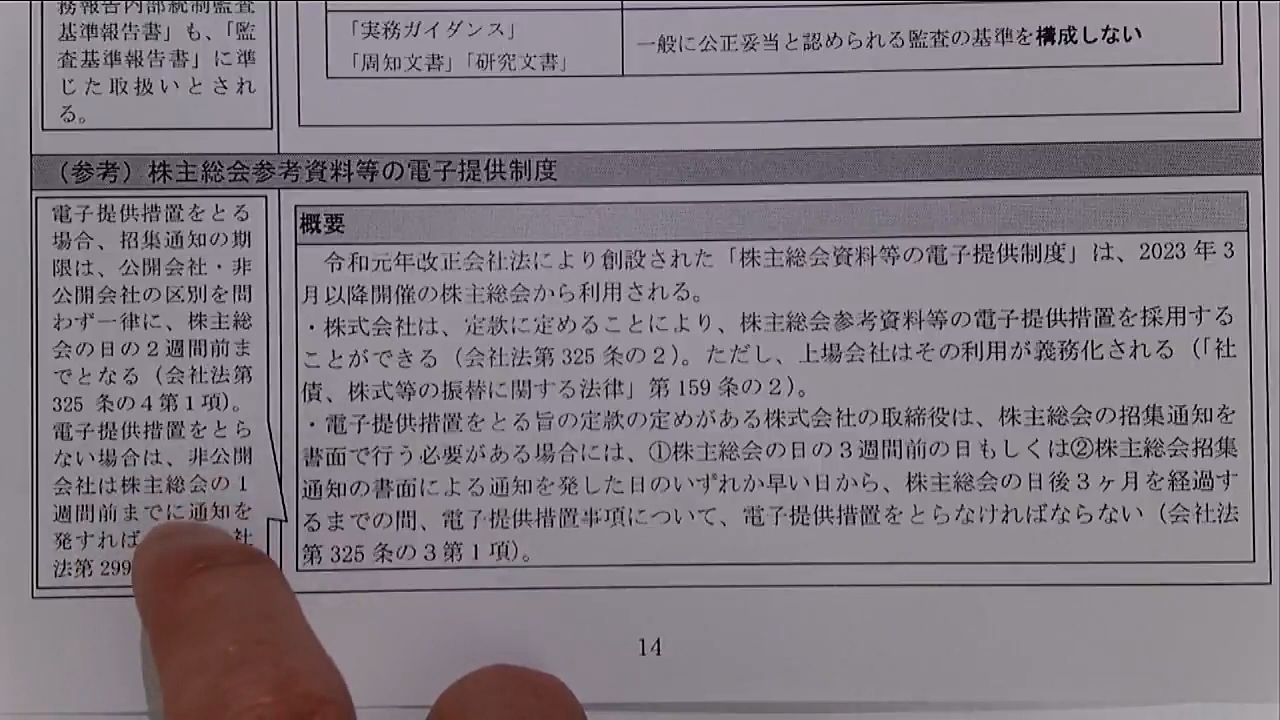 務報告内部統制監査
基準報告書」も、「監
査基準報告書」に準
じた取扱いとされ
る。
「実務ガイダンス」
「周知文書」「研究文書」
一般に公正妥当と認められる監査の基準を構成しない
（参考）株主総会参考資料等の電子提供制度
電子提供措置をとる
場合、招集通知の期
限は、公開会社・非
公開会社の区別を問
わず一律に、株主総
会の日の２週間前ま
でとなる（会社法第
325 条の４第１項）。
電子提供措置をとら
ない場合は、非公開
会社は株主総会の１
週間前までに通知を
発すれば
社
法第 299
概要
令和元年改正会社法により創設された「株主総会資料等の電子提供制度」は、2023 年３
月以降開催の株主総会から利用される。
・株式会社は、定款に定めることにより、株主総会参考資料等の電子提供措置を採用する
ことができる（会社法第 325 条の２）。ただし、上場会社はその利用が義務化される（「社
債、株式等の振替に関する法律」第 159 条の２）。
・電子提供措置をとる旨の定款の定めがある株式会社の取締役は、株主総会の招集通知を
書面で行う必要がある場合には、①株主総会の日の３週間前の日もしくは②株主総会招集
通知の書面による通知を発した日のいずれか早い日から、株主総会の日後３ヶ月を経過す
るまでの間、電子提供措置事項について、電子提供措置をとらなければならない（会社法
第 325 条の３第１項）。
14